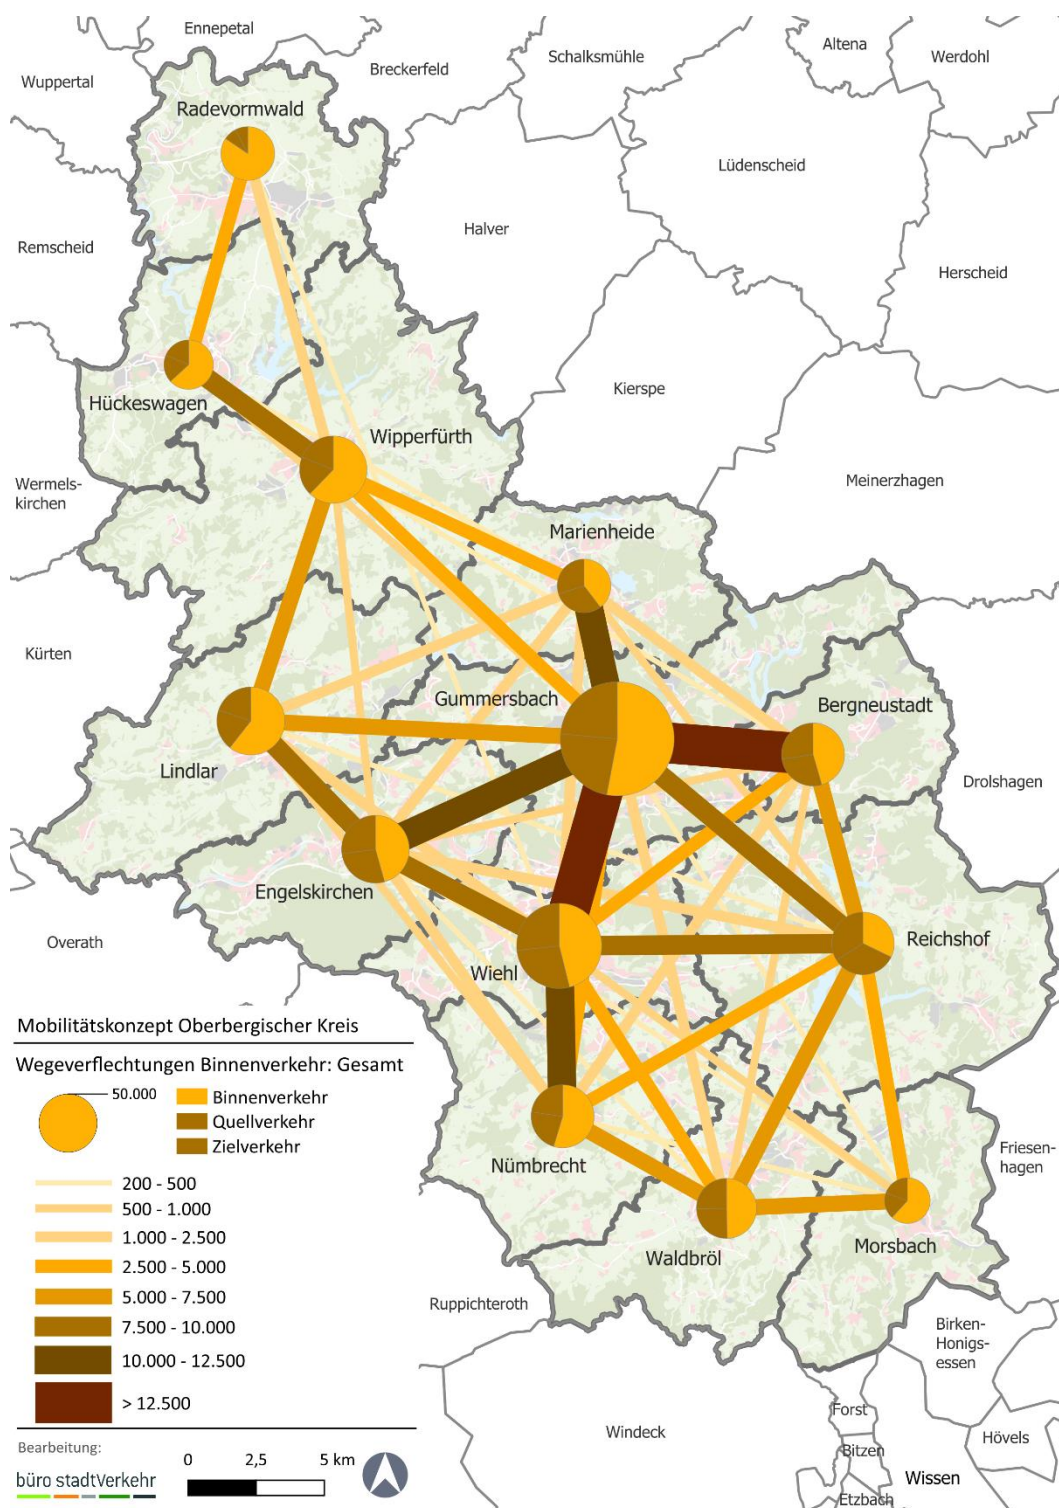 Ennepetal
Altena
Schalksmühle
Werdohl
Breckerfeld
Wuppertal
Radevormwald
Lüdenscheid
Halver
Remscheid
Herscheid
Kierspe
Hückeswagen
Wipperfürth
Wermels-
kirchen
Meinerzhagen
Marienheide
Kürten
Gummersbach
Bergneustadt
Lindlar
Drolshagen
Engelskirchen
Overath
Reichshof
Wiehl
Nümbrecht
Friesen-
hagen
Waldbröl
Morsbach
Ruppichteroth
Birken-
Honigs-
essen
Forst
Windeck
Hövels
Bitzen
Wissen
Etzbach
Mobilitätskonzept Oberbergischer Kreis
Wegeverflechtungen Binnenverkehr: Gesamt
50.000
Binnenverkehr
Quellverkehr
Zielverkehr
200 - 500
500 - 1.000
1.000 - 2.500
2.500 - 5.000
5.000 - 7.500
7.500 - 10.000
10.000 - 12.500
> 12.500
Bearbeitung:
büro stadtVerkehr
0 2,5 5 km